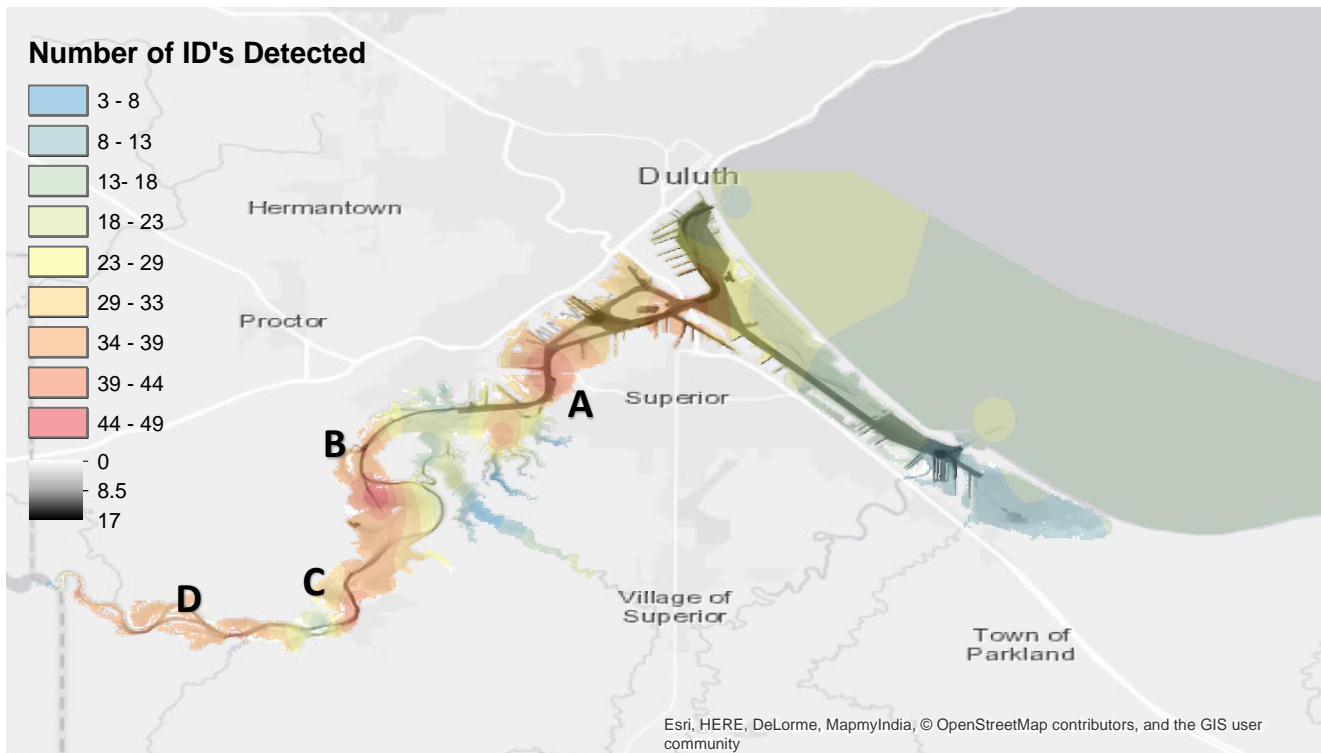 Number of ID's Detected
3 - 8
8 - 13
13- 18
18 - 23
23 - 29
29 - 33
34 - 39
39 - 44
44 - 49
0
8.5
17
Duluth
Hermantown
Proctor
Superior
A
B
C
D
Village of
Superior
Town of
Parkland
Esri, HERE, DeLorme, MapmyIndia, © OpenStreetMap contributors, and the GIS user
community